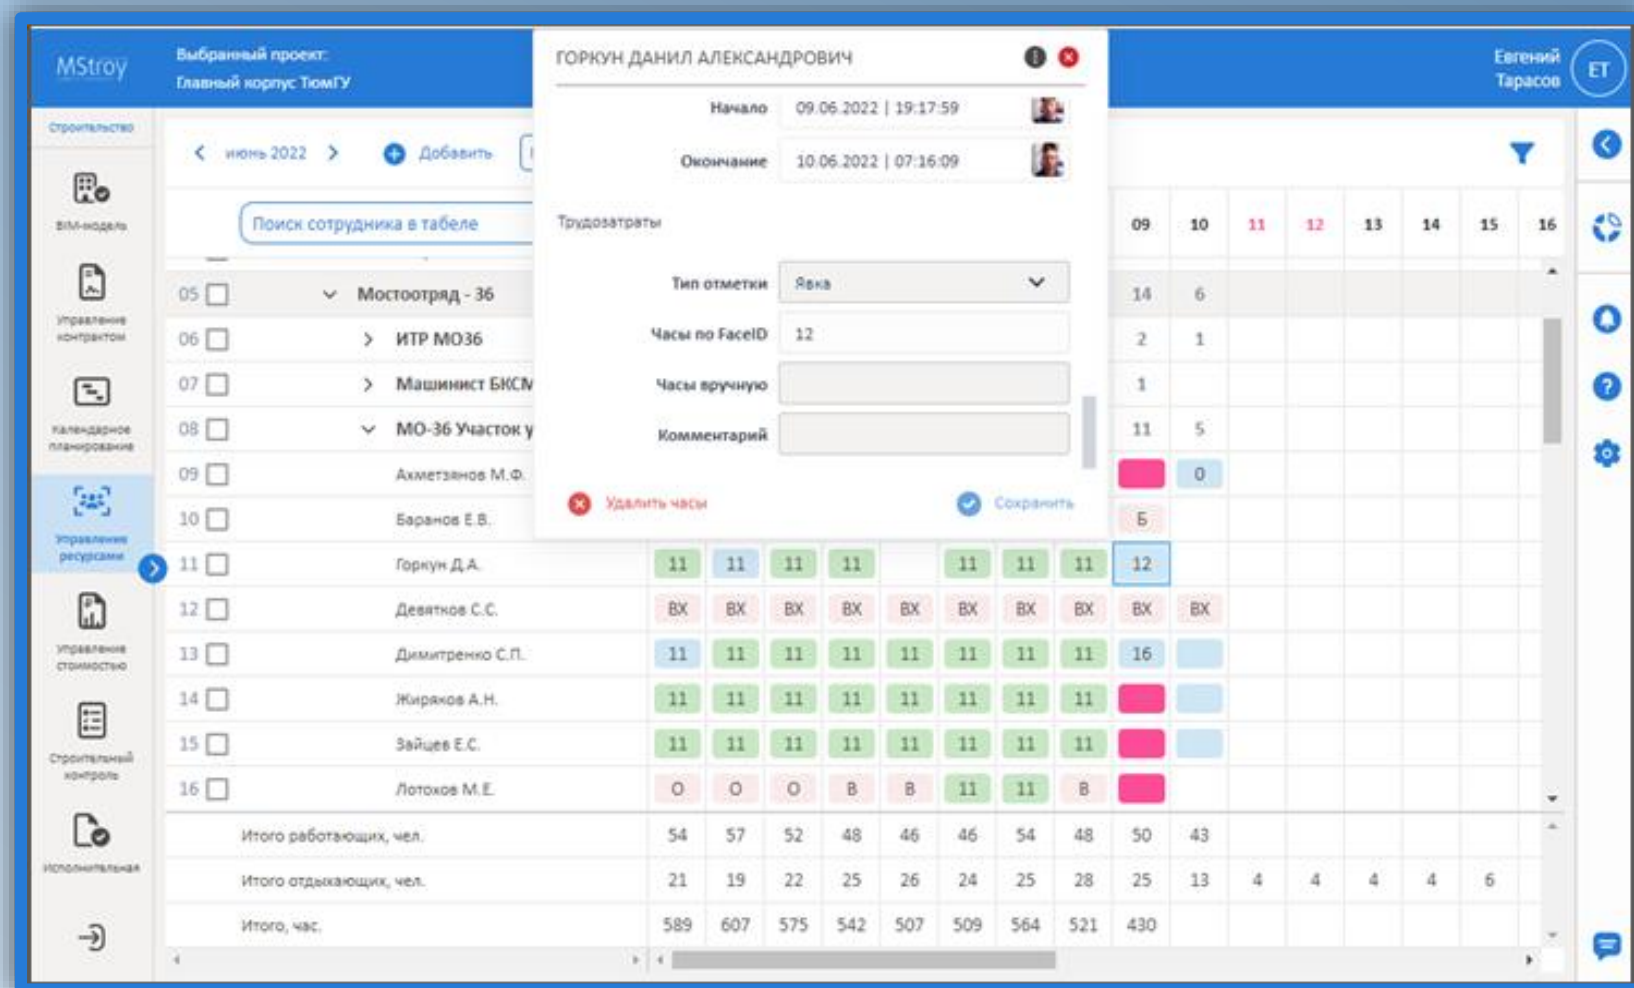 MStroy
Выбранный проект:
Главный корпус ТюмГУ
Евгений
Тарасов
ET
ГОРКУН ДАНИЛ АЛЕКСАНДРОВИЧ
Начало 09.06.2022 | 19:17:59
Окончание 10.06.2022 | 07:16:09
Трудозатраты
Тип отметки Явка
Часы по FaceID 12
Часы вручную
Комментарий
Удалить часы Сохранить
Строительство
BIM-модель
Управление
контрактом
Календарное
планирование
Управление
ресурсами
Управление
стоимостью
Строительный
контроль
Исполнительная
июнь 2022 Добавить
Поиск сотрудника в табеле
09 10 11 12 13 14 15 16
05 Мостоотряд - 36 14 6
06 ИТР МО36 2 1
07 Машинист БКСМ 1
08 МО-36 Участок у 11 5
09 Ахметзянов М.Ф. 0
10 Баранов Е.В. Б
11 Горкун Д.А. 11 11 11 11 11 11 11 12
12 Девятков С.С. ВХ ВХ ВХ ВХ ВХ ВХ ВХ ВХ ВХ ВХ
13 Димитренко С.П. 11 11 11 11 11 11 11 11 16
14 Жиряков А.Н. 11 11 11 11 11 11 11 11
15 Зайцев Е.С. 11 11 11 11 11 11 11 11
16 Лотохов М.Е. О О О В В 11 11 В
Итого работающих, чел. 54 57 52 48 46 46 54 48 50 43
Итого отдыхающих, чел. 21 19 22 25 26 24 25 28 25 13 4 4 4 4 6
Итого, час. 589 607 575 542 507 509 564 521 430